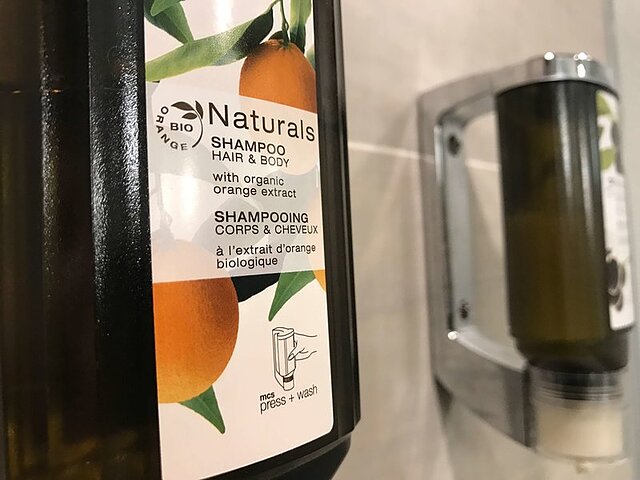 BIO
ORANGE
Naturals
SHAMPOO
HAIR & BODY
with organic
orange extract
SHAMPOOING
CORPS & CHEVEUX
à l'extrait d'orange
biologique
mcs
press + wash